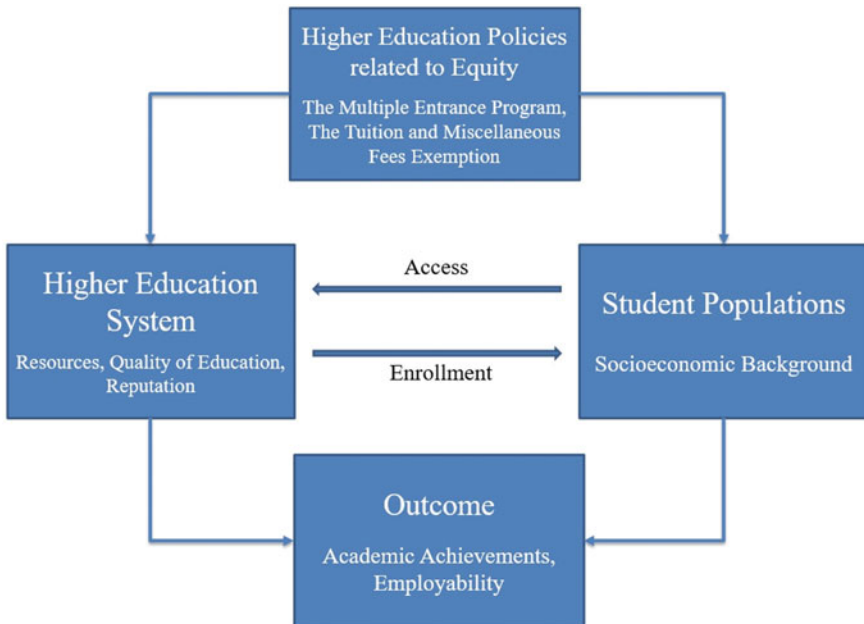 Higher Education Policies
related to Equity
The Multiple Entrance Program,
The Tuition and Miscellaneous
Fees Exemption
Higher Education
System
Resources, Quality of Education,
Reputation
Access
Enrollment
Student Populations
Socioeconomic Background
Outcome
Academic Achievements,
Employability